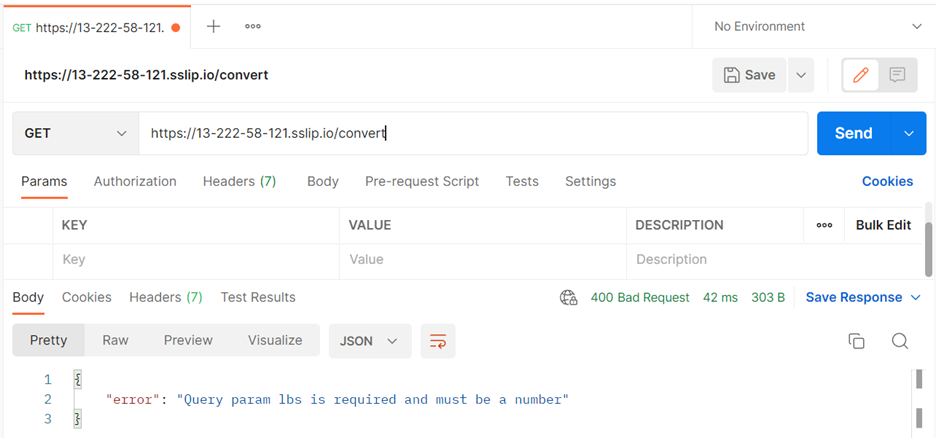 GET https://13-222-58-121. No Environment
https://13-222-58-121.sslip.io/convert Save
GET https://13-222-58-121.sslip.io/convert Send
Params Authorization Headers (7) Body Pre-request Script Tests Settings Cookies
KEY VALUE DESCRIPTION Bulk Edit
Key Value Description
Body Cookies Headers (7) Test Results 400 Bad Request 42 ms 303 B Save Response
Pretty Raw Preview Visualize JSON
1 {
2 "error": "Query param lbs is required and must be a number"
3 }